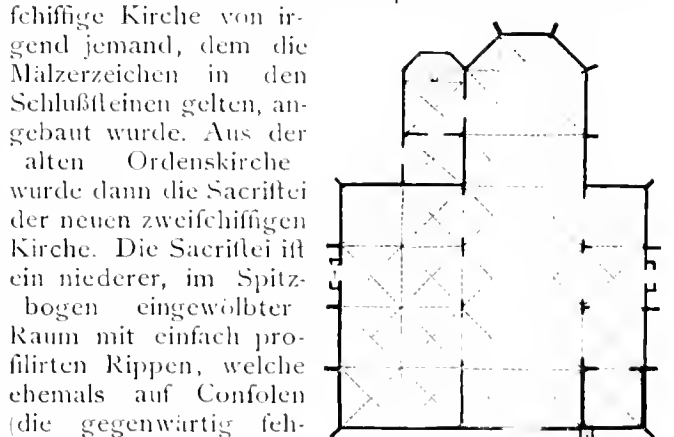 ſchiffige Kirche von ir-
gend jemand, dem die
Mälzerzeichen in den
Schlußſteinen gelten, an-
gebaut wurde. Aus der
alten Ordenskirche
wurde dann die Sacriſtei
der neuen zweiſchiffigen
Kirche. Die Sacriſtei iſt
ein niederer, im Spitz-
bogen eingewölbter
Raum mit einfach pro-
filirten Rippen, welche
ehemals auf Conſolen
(die gegenwärtig feh-